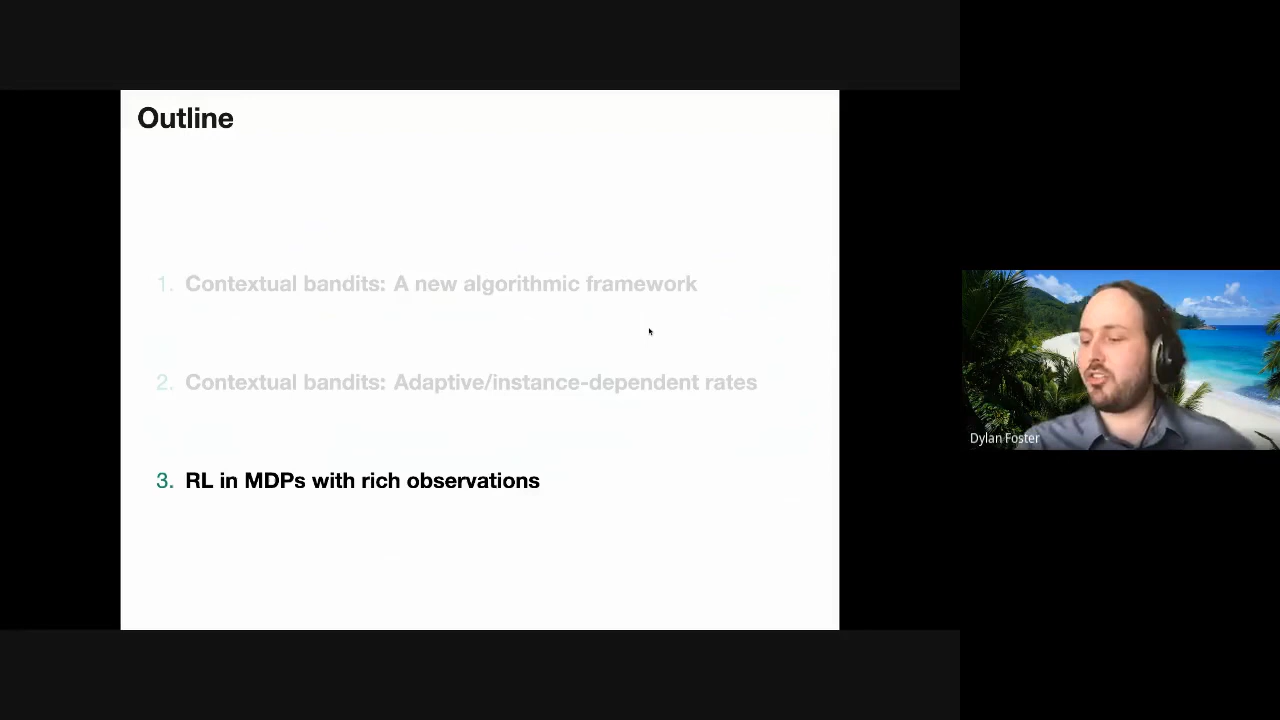 Outline
1. Contextual bandits: A new algorithmic framework
2. Contextual bandits: Adaptive/instance-dependent rates
3. RL in MDPs with rich observations
Dylan Foster